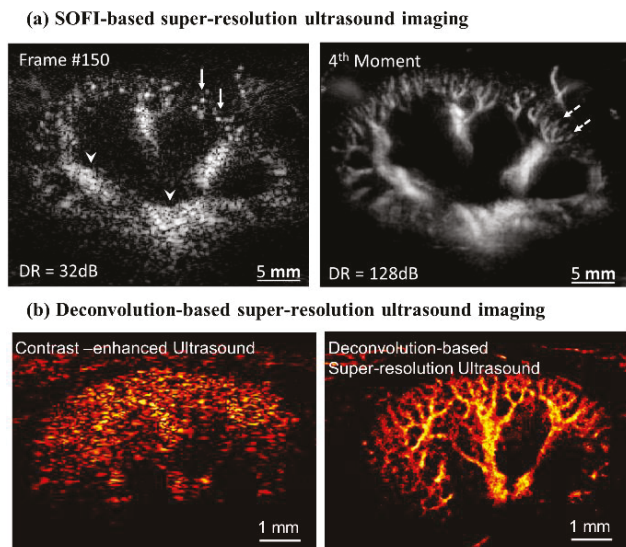 (a) SOFI-based super-resolution ultrasound imaging
Frame #150
4th Moment
DR = 32dB
5 mm
DR = 128dB
5 mm
(b) Deconvolution-based super-resolution ultrasound imaging
Contrast –enhanced Ultrasound
Deconvolution-based
Super-resolution Ultrasound
1 mm
1 mm